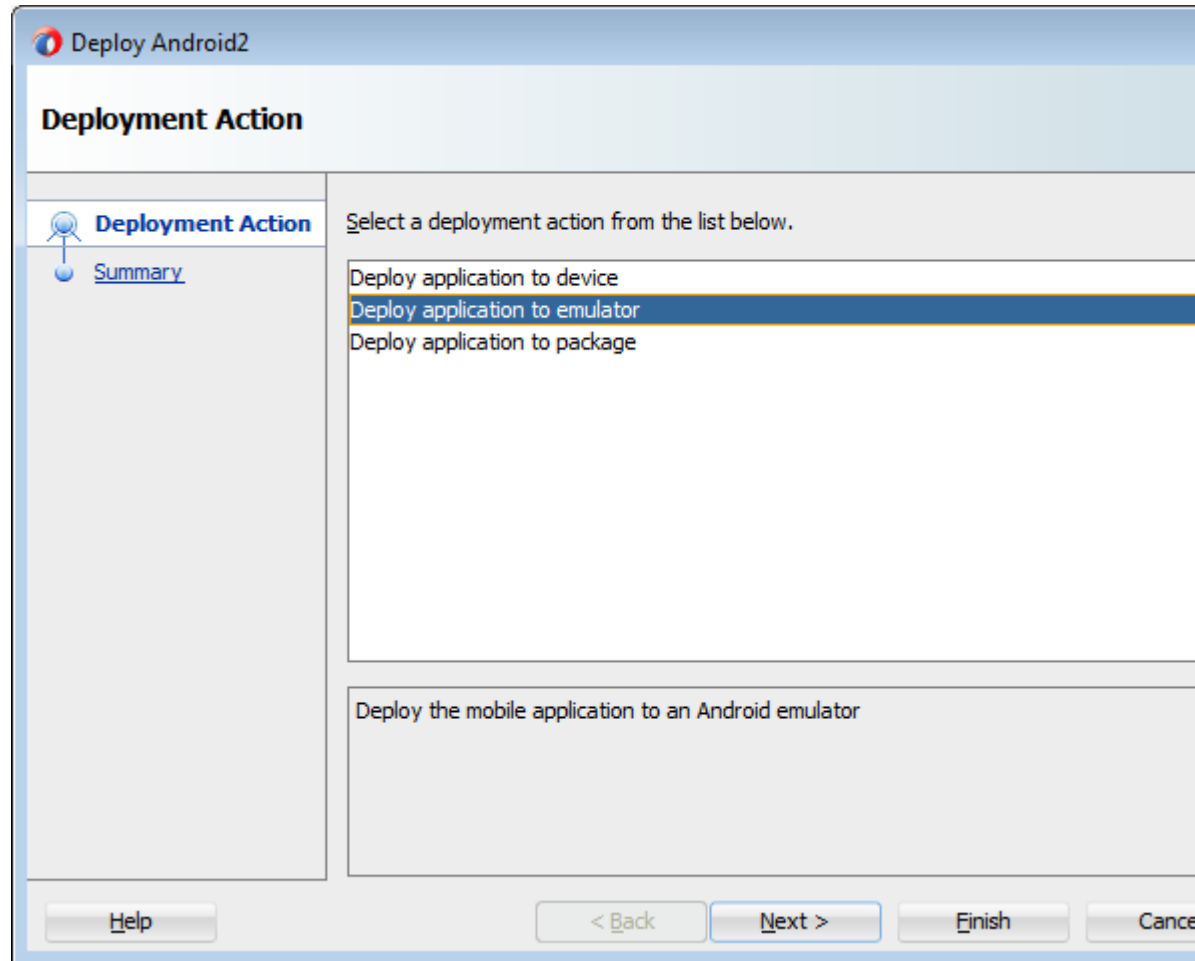 Deploy Android2
Deployment Action
Deployment Action
Summary
Select a deployment action from the list below.
Deploy application to device
Deploy application to emulator
Deploy application to package
Deploy the mobile application to an Android emulator
Help
< Back
Next >
Finish
Cance